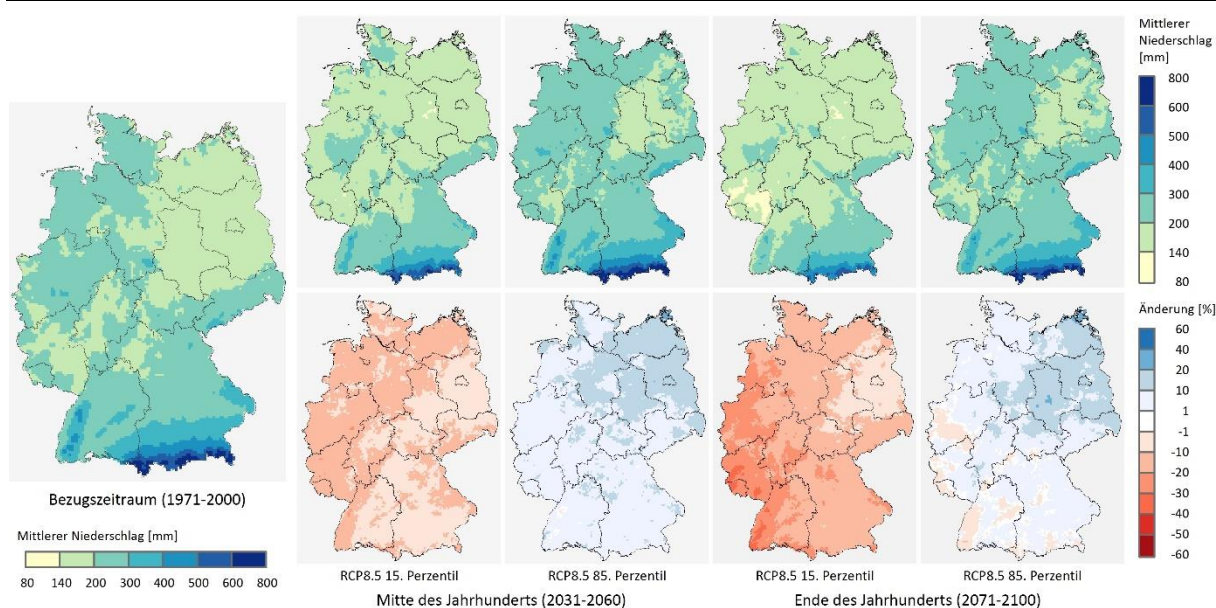 Mittlerer
Niederschlag
[mm]
800
600
500
400
300
200
140
80
Bezugszeitraum (1971-2000)
Mittlerer Niederschlag [mm]
80 140 200 300 400 500 600 800
Änderung [%]
60
40
20
10
1
-1
-10
-20
-30
-40
-50
-60
RCP8.5 15. Perzentil RCP8.5 85. Perzentil RCP8.5 15. Perzentil RCP8.5 85. Perzentil
Mitte des Jahrhunderts (2031-2060) Ende des Jahrhunderts (2071-2100)